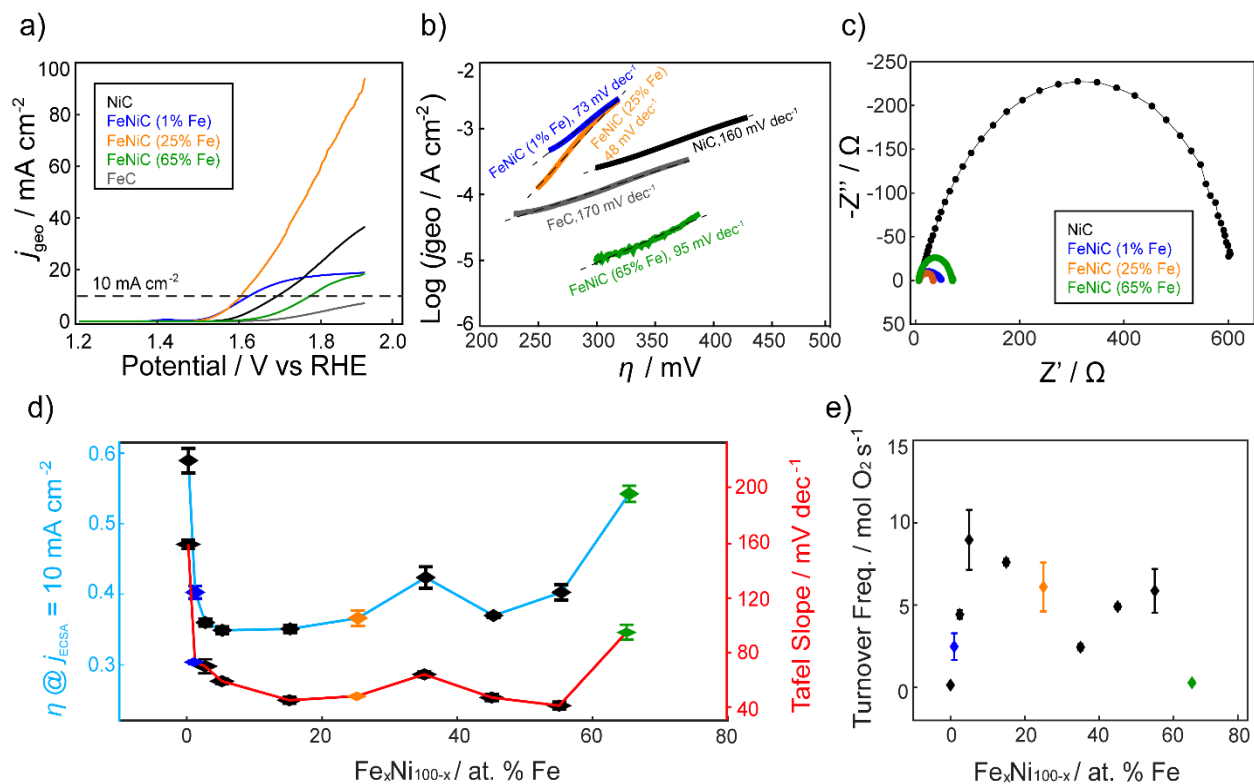 a)
j geo / mA cm⁻²
100
80
60
40
20
0
NiC
FeNiC (1% Fe)
FeNiC (25% Fe)
FeNiC (65% Fe)
FeC
10 mA cm⁻²
1.2
1.4
1.6
1.8
2.0
Potential / V vs RHE
b)
Log (jgeo / A cm⁻²)
-2
-3
-4
-5
-6
FeNiC (1% Fe), 73 mV dec⁻¹
FeNiC (25% Fe)
48 mV dec⁻¹
NiC,160 mV dec⁻¹
FeC,170 mV dec⁻¹
FeNiC (65% Fe), 95 mV dec⁻¹
200
250
300
350
400
450
500
η / mV
c)
-Z'' / Ω
-250
-200
-150
-100
-50
0
50
NiC
FeNiC (1% Fe)
FeNiC (25% Fe)
FeNiC (65% Fe)
0
200
400
600
Z' / Ω
d)
η @ j ECSA = 10 mA cm⁻²
0.6
0.5
0.4
0.3
Tafel Slope / mV dec⁻¹
200
160
120
80
40
0
20
40
60
80
FeₓNi₁₀₀₋ₓ / at. % Fe
e)
Turnover Freq. / mol O₂ s⁻¹
15
10
5
0
0
20
40
60
80
FeₓNi₁₀₀₋ₓ / at. % Fe